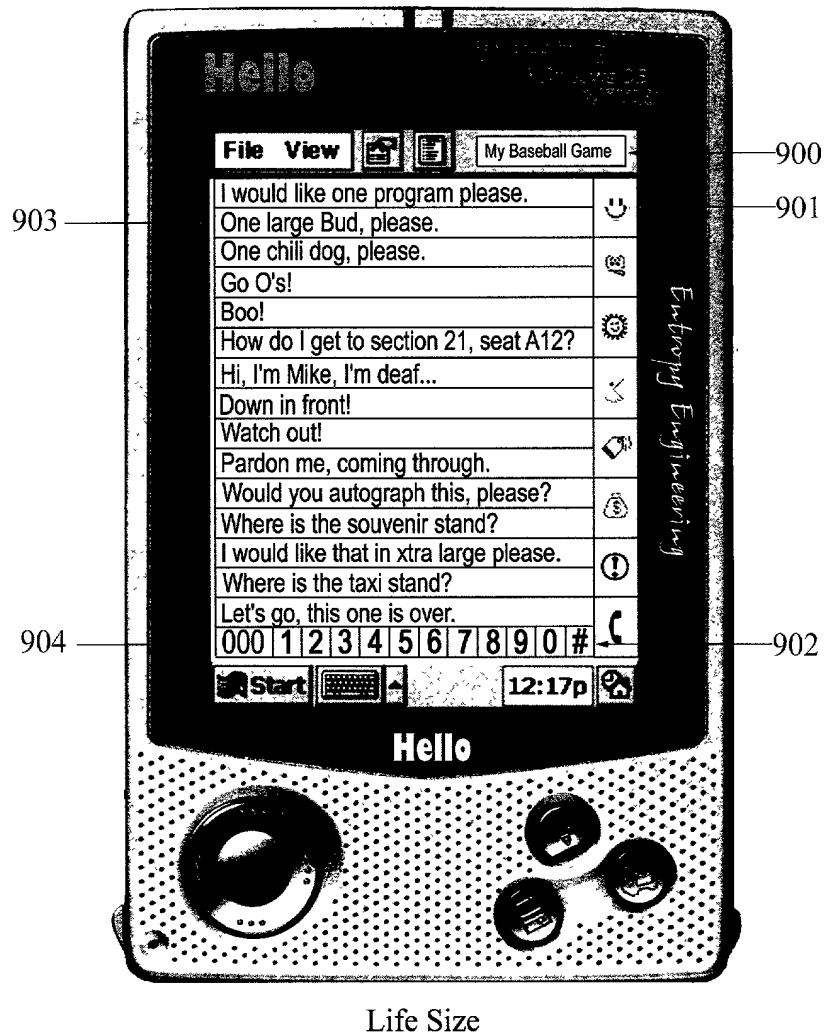 Hello
File View My Baseball Game
900
I would like one program please.
901
903
One large Bud, please.
One chili dog, please.
Go O's!
Boo!
How do I get to section 21, seat A12?
Hi, I'm Mike, I'm deaf...
Down in front!
Watch out!
Pardon me, coming through.
Would you autograph this, please?
Where is the souvenir stand?
I would like that in xtra large please.
Where is the taxi stand?
Let's go, this one is over.
904
000 1 2 3 4 5 6 7 8 9 0 #
902
Start 12:17p
Entropy Engineering
Hello
Life Size